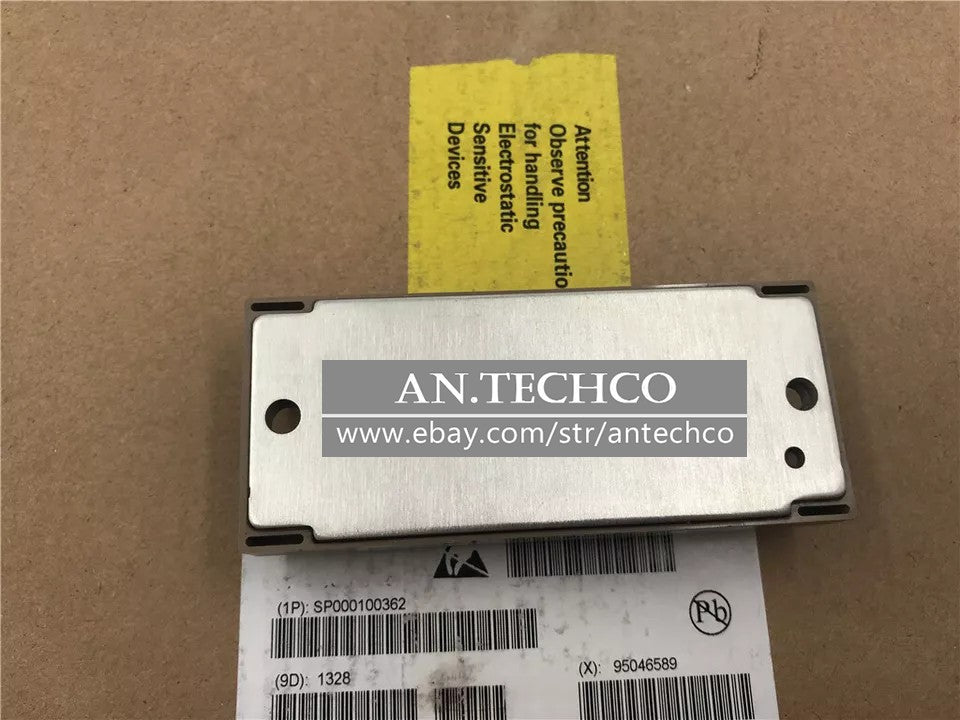 Attention
Observe precautio
for handling
Electrostatic
Sensitive
Devices
AN.TECHCO
www.ebay.com/str/antechco
(1P): SP000100362
Pb
(9D): 1328
(X): 95046589